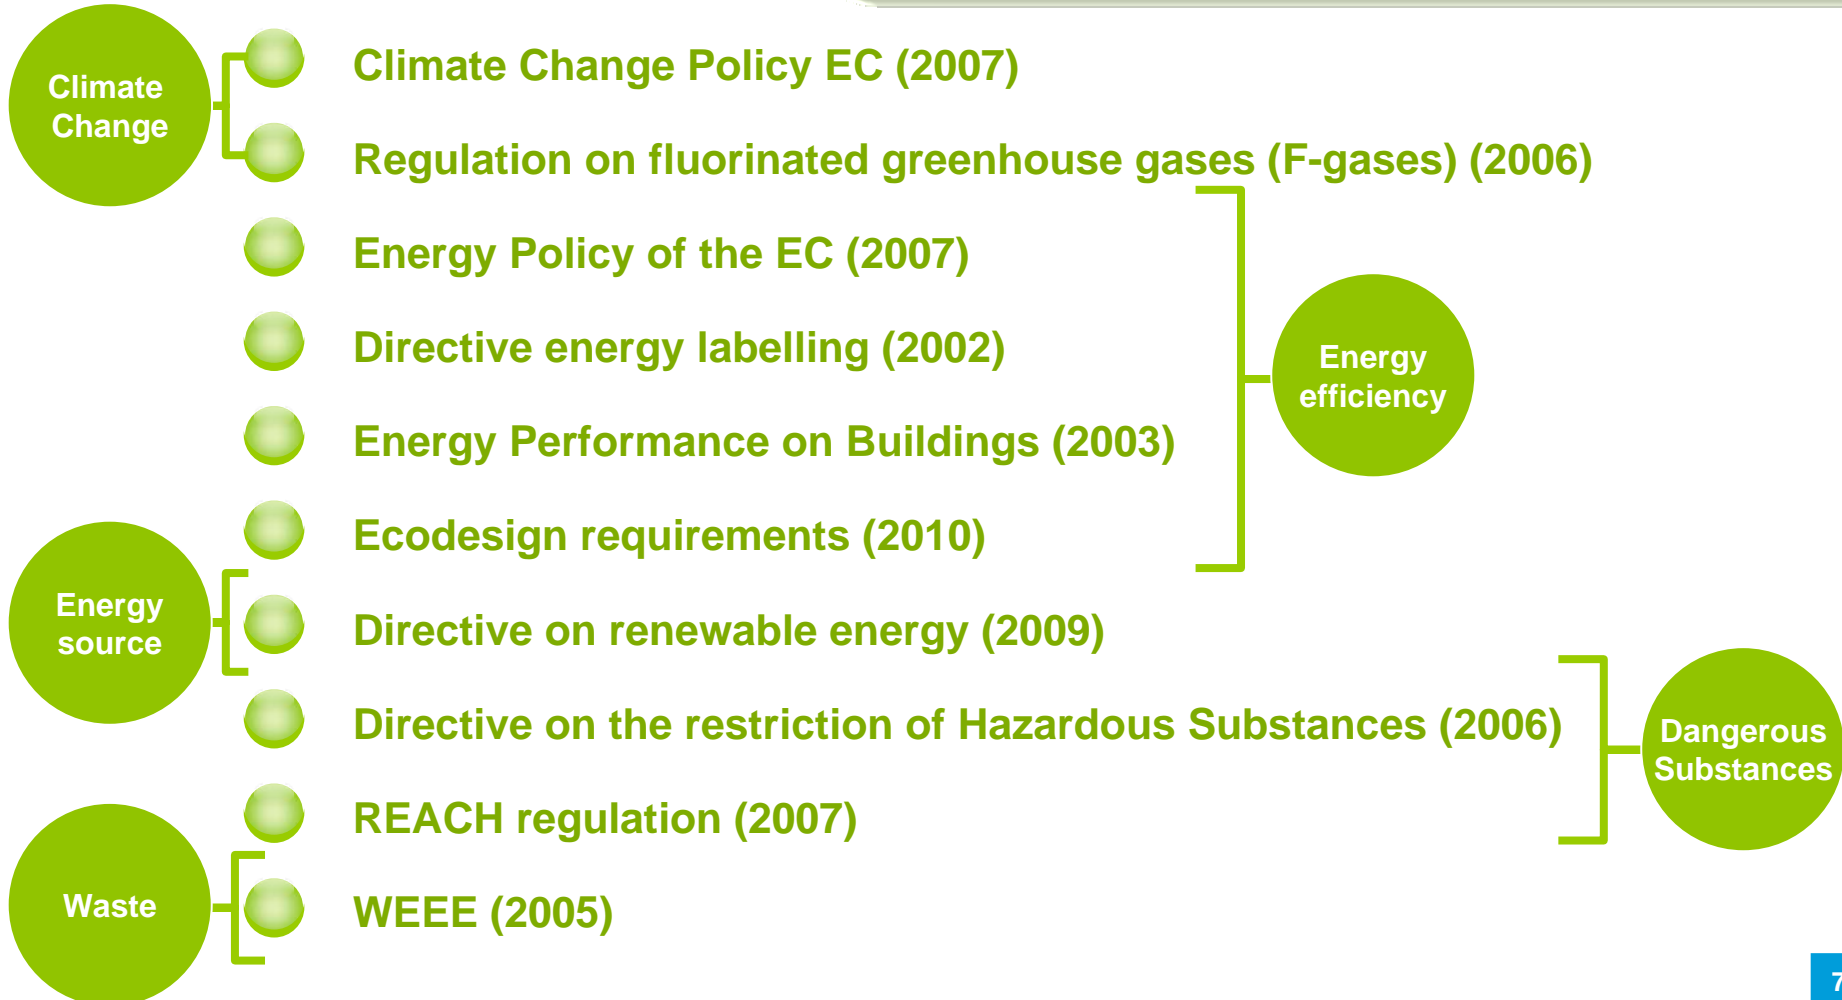 Climate
Change
Climate Change Policy EC (2007)
Regulation on fluorinated greenhouse gases (F-gases) (2006)
Energy Policy of the EC (2007)
Directive energy labelling (2002)
Energy
efficiency
Energy Performance on Buildings (2003)
Ecodesign requirements (2010)
Energy
source
Directive on renewable energy (2009)
Directive on the restriction of Hazardous Substances (2006)
Dangerous
Substances
REACH regulation (2007)
Waste
WEEE (2005)
7